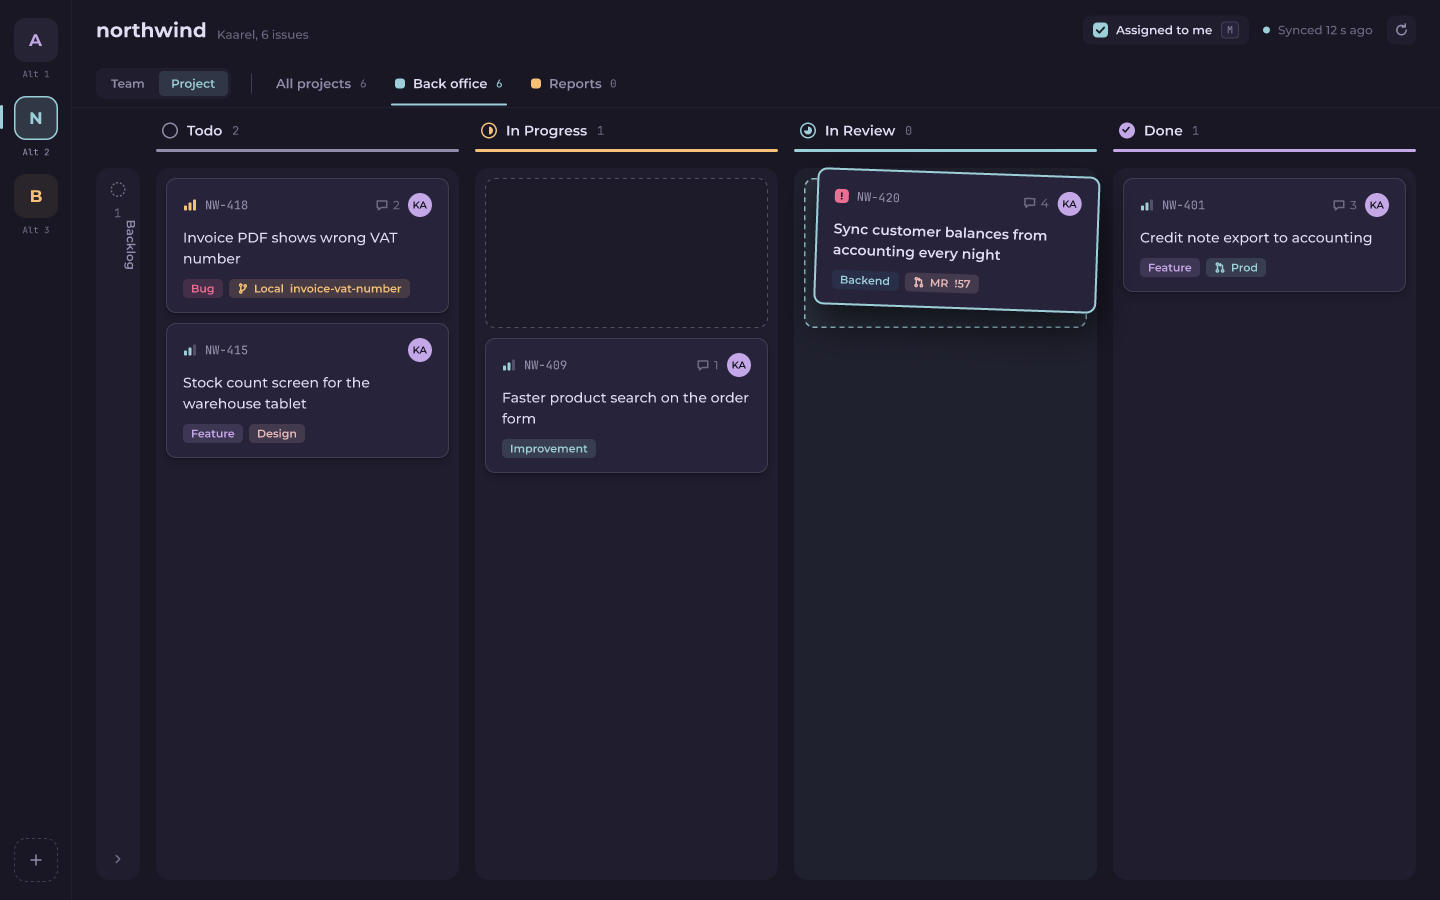 A
Alt 1
N
Alt 2
B
Alt 3
northwind Kaarel, 6 issues
Assigned to me M Synced 12 s ago
Team Project All projects 6 Back office 6 Reports 0
1
Backlog
Todo 2
NW-418 2 KA
Invoice PDF shows wrong VAT
number
Bug Local invoice-vat-number
NW-415 KA
Stock count screen for the
warehouse tablet
Feature Design
In Progress 1
NW-409 1 KA
Faster product search on the order
form
Improvement
In Review 0
NW-420 4 KA
Sync customer balances from
accounting every night
Backend MR !57
Done 1
NW-401 3 KA
Credit note export to accounting
Feature Prod